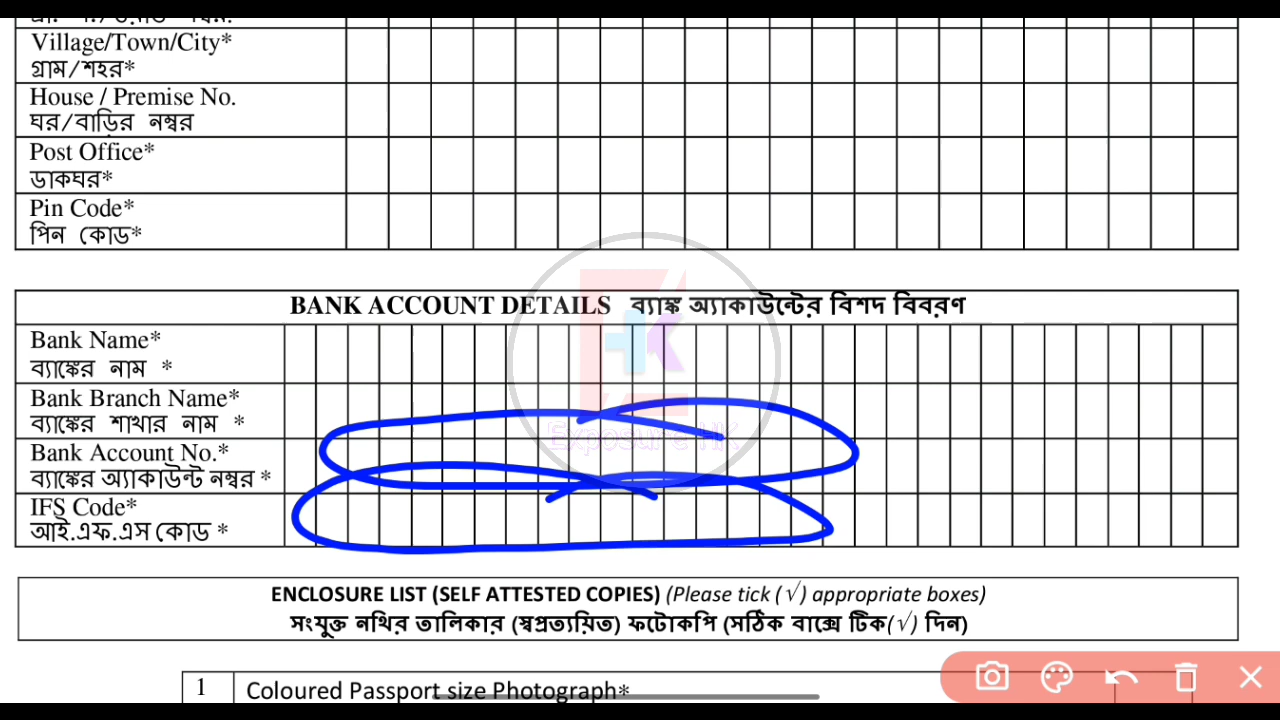 Village/Town/City*
গ্রাম/শহর*
House / Premise No.
ঘর/বাড়ির নম্বর
Post Office*
ডাকঘর*
Pin Code*
পিন কোড*
BANK ACCOUNT DETAILS ব্যাঙ্ক অ্যাকাউন্টের বিশদ বিবরণ
Bank Name*
ব্যাঙ্কের নাম *
Bank Branch Name*
ব্যাঙ্কের শাখার নাম *
Exposure HK
Bank Account No.*
ব্যাঙ্কের অ্যাকাউন্ট নম্বর *
IFS Code*
আই.এফ.এস কোড *
ENCLOSURE LIST (SELF ATTESTED COPIES) (Please tick (√) appropriate boxes)
সংযুক্ত নথির তালিকার (স্বপ্রত্যয়িত) ফটোকপি (সঠিক বাক্সে টিক(√) দিন)
1 Coloured Passport size Photograph*